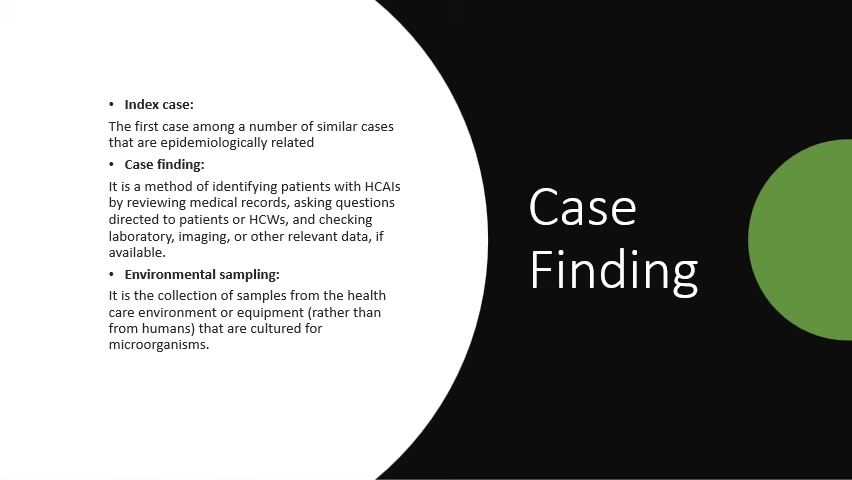 • Index case:
The first case among a number of similar cases
that are epidemiologically related
• Case finding:
It is a method of identifying patients with HCAIs
by reviewing medical records, asking questions
directed to patients or HCWs, and checking
laboratory, imaging, or other relevant data, if
available.
• Environmental sampling:
It is the collection of samples from the health
care environment or equipment (rather than
from humans) that are cultured for
microorganisms.
Case
Finding